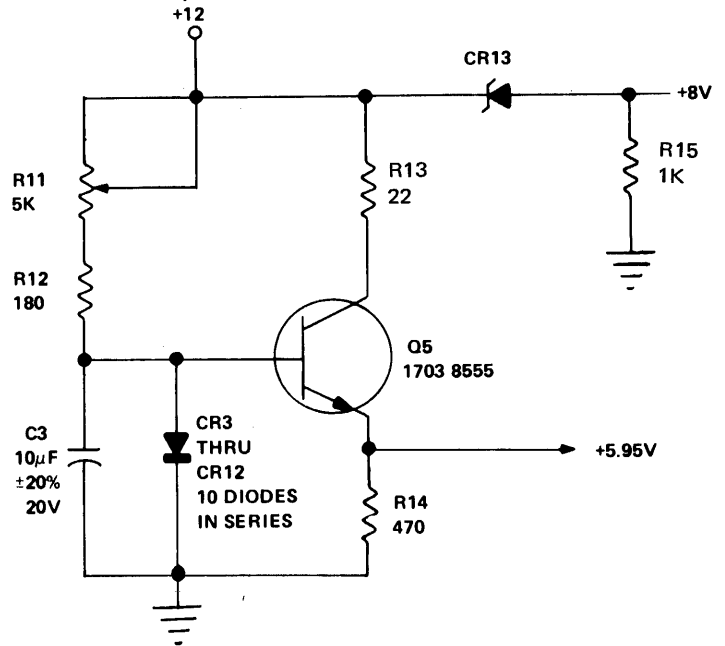 +12
CR13
+8V
R11
5K
R13
22
R15
1K
R12
180
Q5
1703 8555
C3
10µF
±20%
20V
CR3
THRU
CR12
10 DIODES
IN SERIES
+5.95V
R14
470